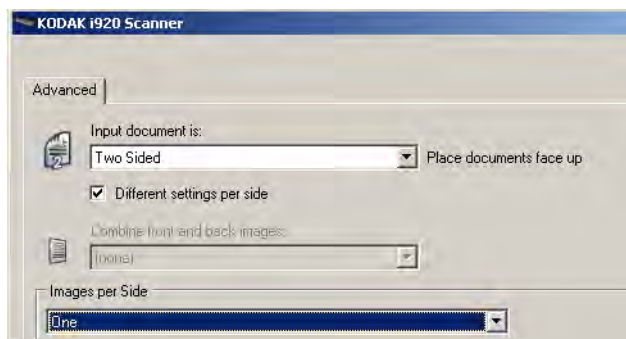 KODAK i920 Scanner
Advanced
Input document is:
Two Sided
Place documents face up
Different settings per side
Combine front and back images:
(none)
Images per Side
One